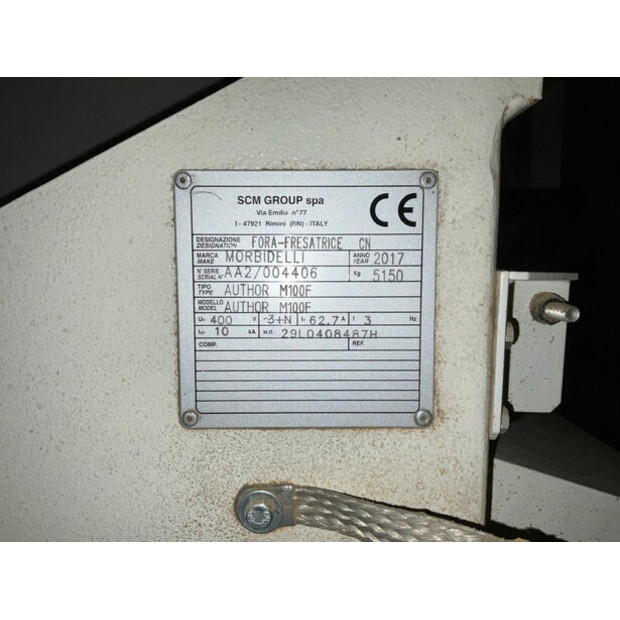 SCM GROUP spa
Via Emilia n°77
I - 47921 Rimini (RN) - ITALY
CE
DESIGNAZIONE DESIGNATION FORA-FRESATRICE CN
MARCA MAKE MORBIDELLI ANNO YEAR 2017
N° SERIE SERIAL N° AA2/004406 Kg 5150
TIPO TYPE AUTHOR M100F
MODELLO MODEL AUTHOR M100F
400 V ~3+N 62.7 A f 3 Hz
10 kA w.d. 29L0408487H
COMP. REF.